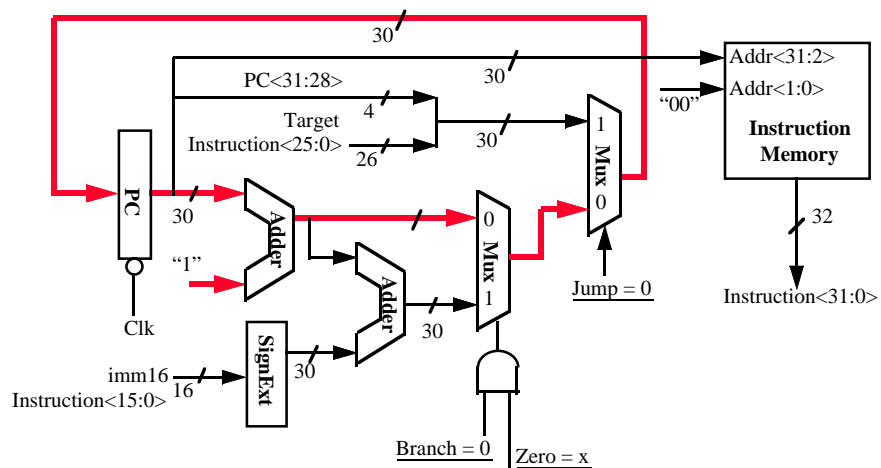 30
30
Addr<31:2>
PC<31:28>
4
"00"
Addr<1:0>
Target
30
1
Instruction
Memory
Instruction<25:0>
26
Mux
0
PC
30
Adder
0
Mux
1
32
"1"
Adder
Jump = 0
Instruction<31:0>
30
Clk
SignExt
30
imm16
16
Instruction<15:0>
Branch = 0
Zero = x